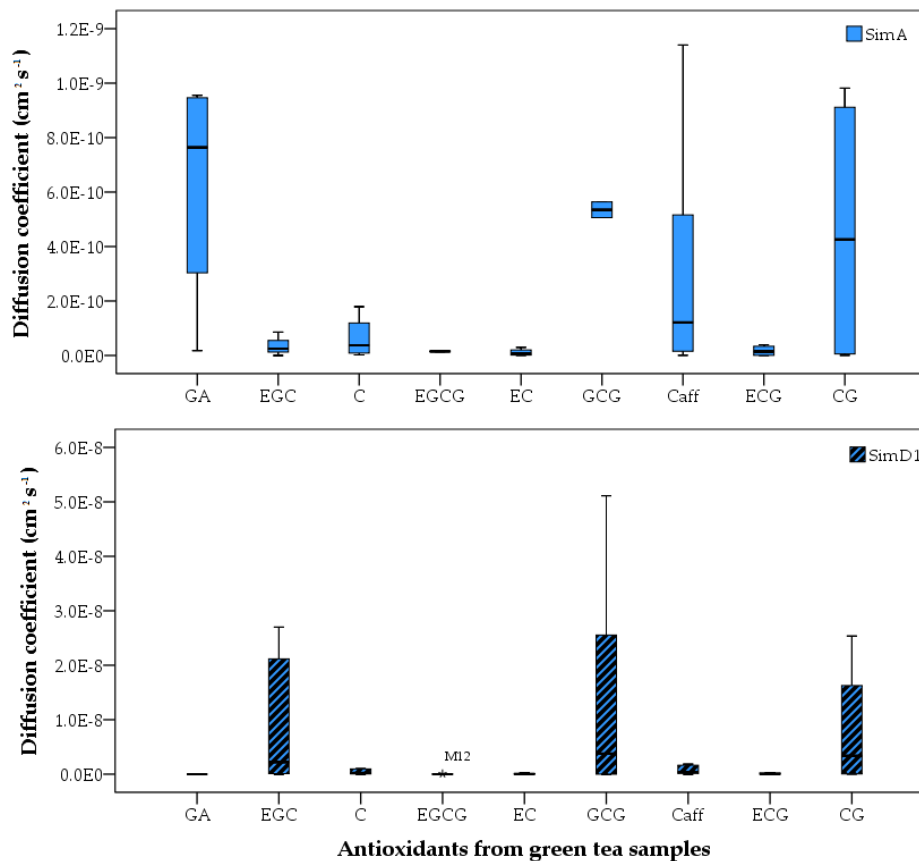 SimA
Diffusion coefficient (cm² s⁻¹)
1.2E-9
1.0E-9
8.0E-10
6.0E-10
4.0E-10
2.0E-10
0.0E0
GA EGC C EGCG EC GCG Caff ECG CG
SimD1
Diffusion coefficient (cm² s⁻¹)
6.0E-8
5.0E-8
4.0E-8
3.0E-8
2.0E-8
1.0E-8
0.0E0
M12
GA EGC C EGCG EC GCG Caff ECG CG
Antioxidants from green tea samples